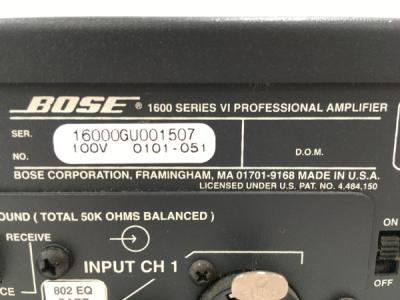 BOSE ® 1600 SERIES VI PROFESSIONAL AMPLIFIER
SER. 16000GU001507
NO. 100V 0101-051 D.O.M.
BOSE CORPORATION, FRAMINGHAM, MA 01701-9168 MADE IN U.S.A.
LICENSED UNDER U.S. PAT. NO. 4,484,150
OUND ( TOTAL 50K OHMS BALANCED )
ON
RECEIVE
INPUT CH 1
OFF
802 EQ